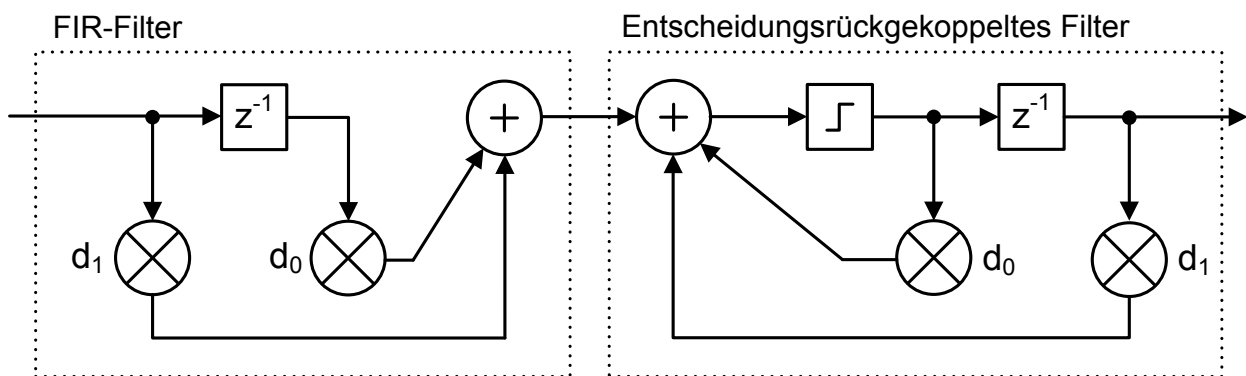 FIR-Filter
Entscheidungsrückgekoppeltes Filter
z⁻¹
z⁻¹
d₁
d₀
d₀
d₁